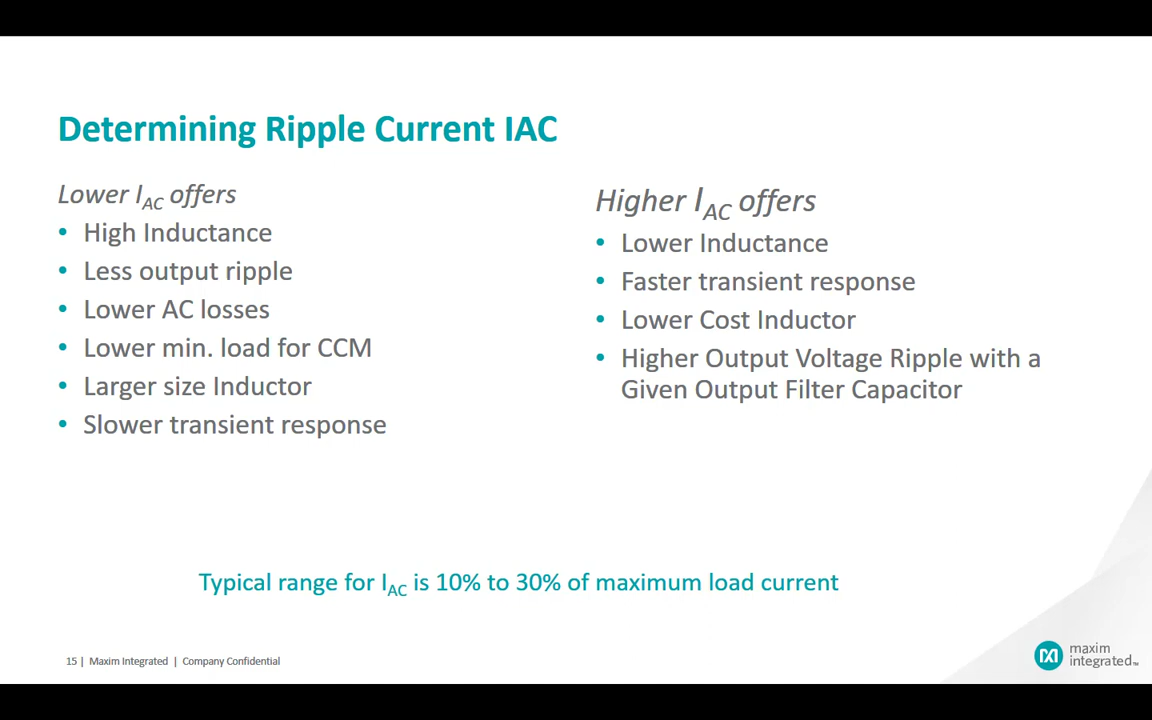 Determining Ripple Current IAC
Lower IAC offers
• High Inductance
• Less output ripple
• Lower AC losses
• Lower min. load for CCM
• Larger size Inductor
• Slower transient response
Higher IAC offers
• Lower Inductance
• Faster transient response
• Lower Cost Inductor
• Higher Output Voltage Ripple with a
Given Output Filter Capacitor
Typical range for IAC is 10% to 30% of maximum load current
15 | Maxim Integrated | Company Confidential
maxim
integrated™